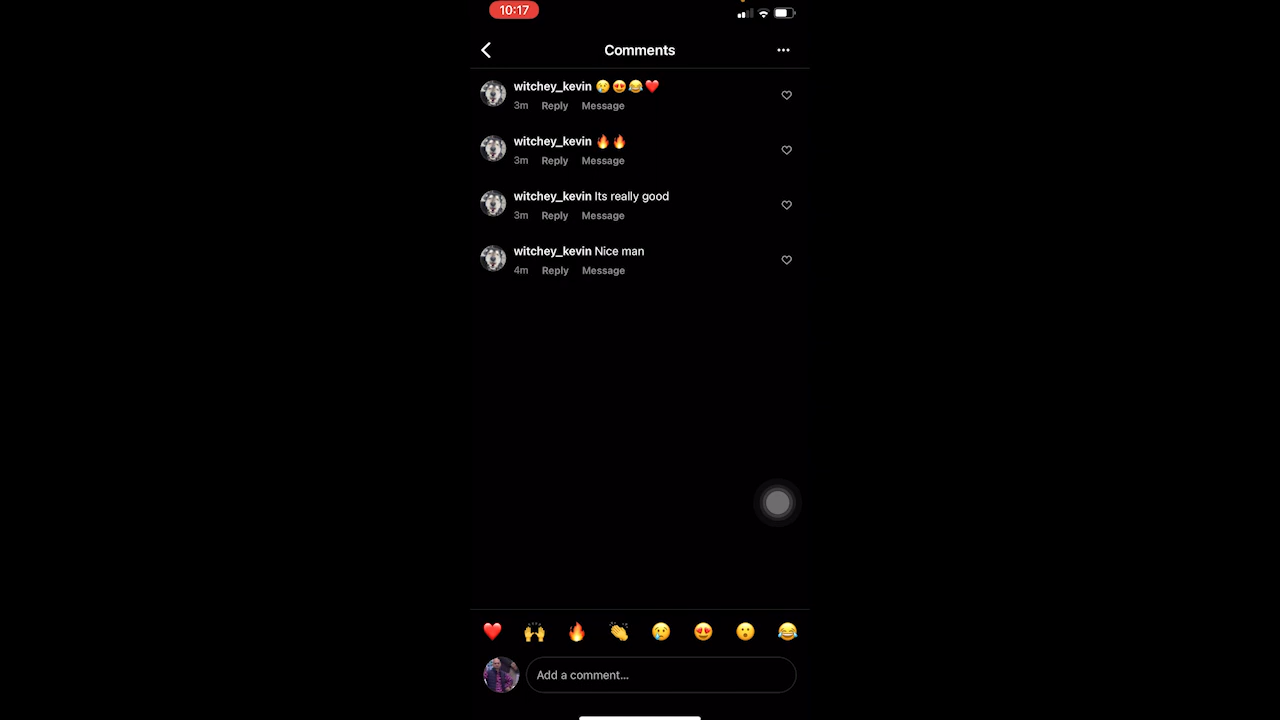 10:17
Comments
witchey_kevin 😢😍😂❤️
3m Reply Message
witchey_kevin 🔥🔥
3m Reply Message
witchey_kevin Its really good
3m Reply Message
witchey_kevin Nice man
4m Reply Message
❤️🙌🔥👏😢😍😮😂
Add a comment...